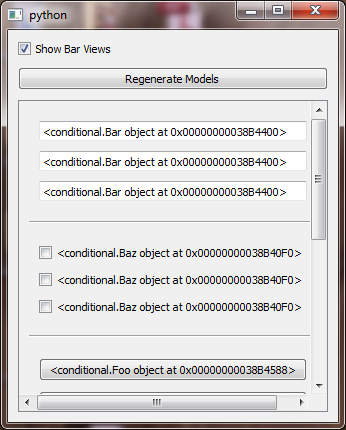 python
Show Bar Views
Regenerate Models
<conditional.Bar object at 0x00000000038B4400>
<conditional.Bar object at 0x00000000038B4400>
<conditional.Bar object at 0x00000000038B4400>
<conditional.Baz object at 0x00000000038B40F0>
<conditional.Baz object at 0x00000000038B40F0>
<conditional.Baz object at 0x00000000038B40F0>
<conditional.Foo object at 0x00000000038B4588>